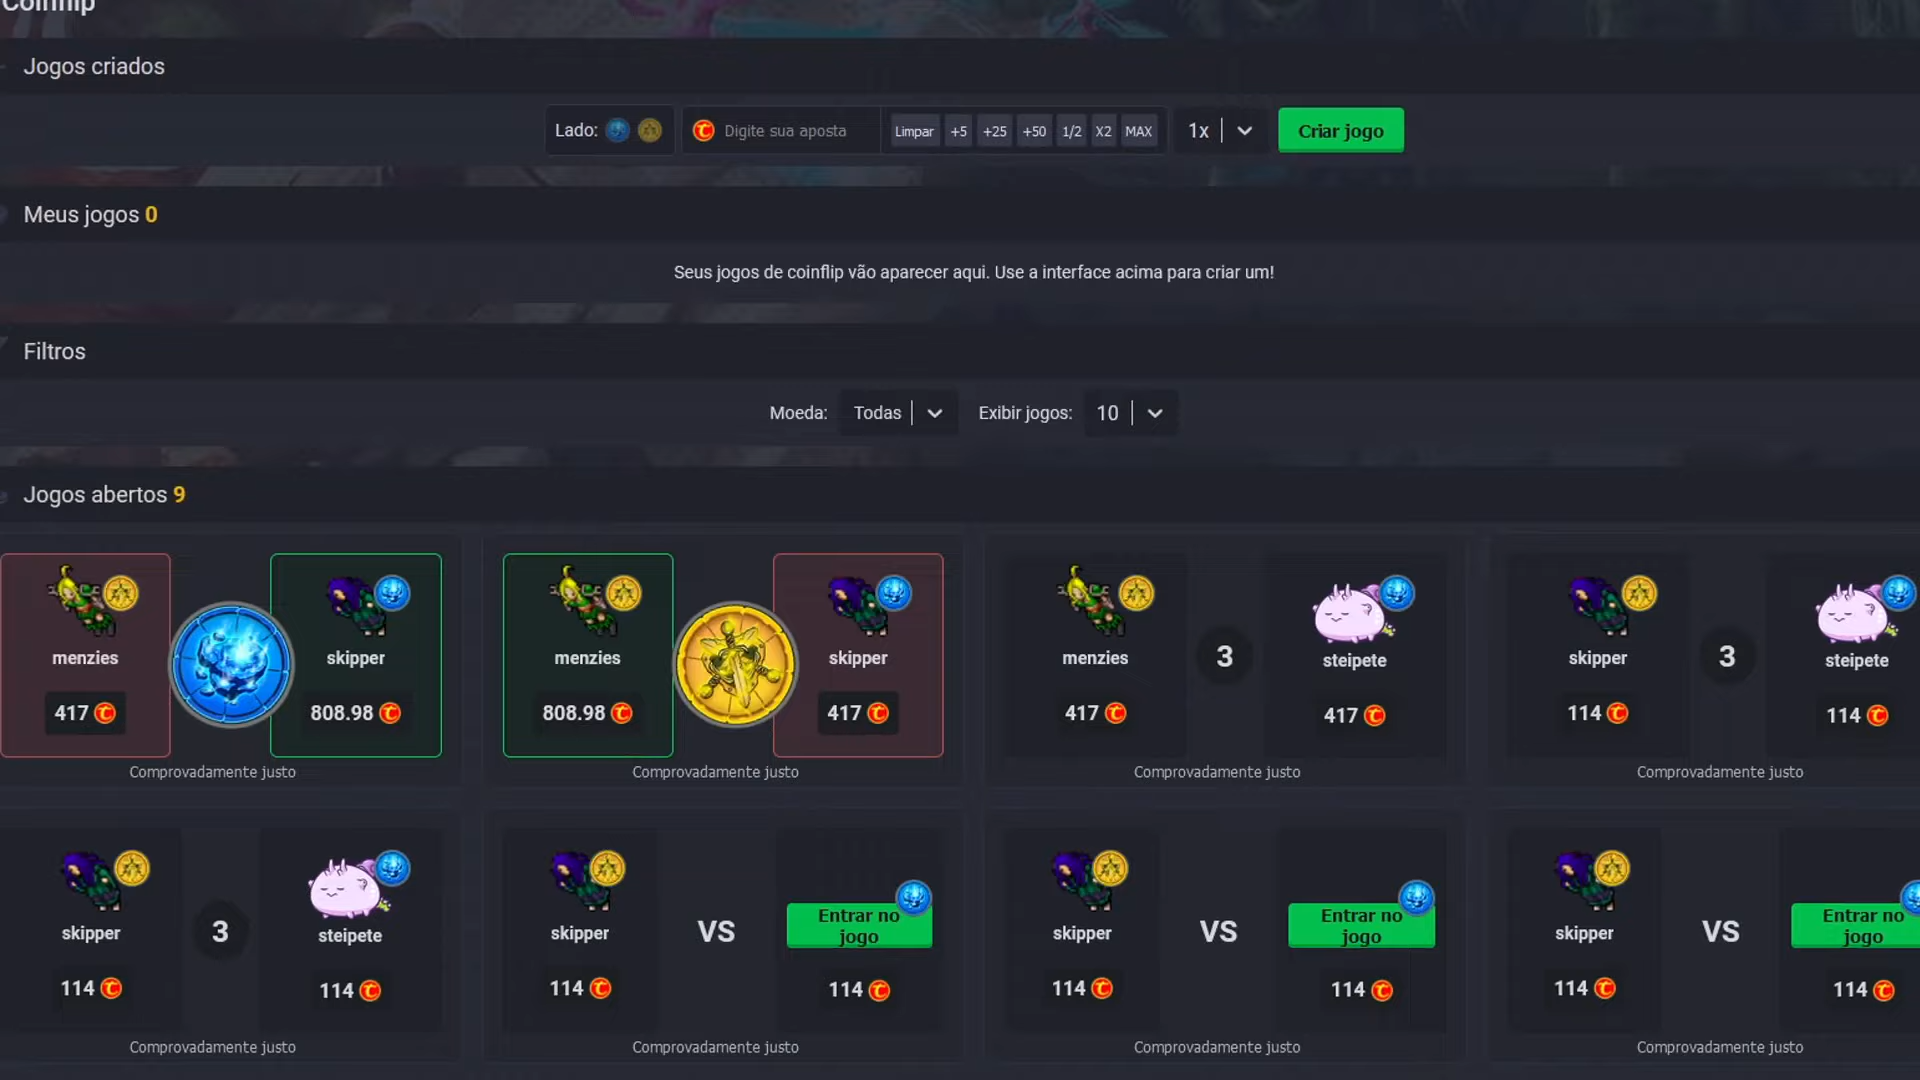 Coinflip
Jogos criados
Lado: Digite sua aposta Limpar +5 +25 +50 1/2 X2 MAX 1x Criar jogo
Meus jogos 0
Seus jogos de coinflip vão aparecer aqui. Use a interface acima para criar um!
Filtros
Moeda: Todas Exibir jogos: 10
Jogos abertos 9
menzies skipper
417 808.98
Comprovadamente justo
menzies skipper
808.98 417
Comprovadamente justo
menzies 3 steipete
417 417
Comprovadamente justo
skipper 3 steipete
114 114
Comprovadamente justo
skipper 3 steipete
114 114
Comprovadamente justo
skipper VS Entrar no
jogo
114 114
Comprovadamente justo
skipper VS Entrar no
jogo
114 114
Comprovadamente justo
skipper VS Entrar no
jogo
114 114
Comprovadamente justo